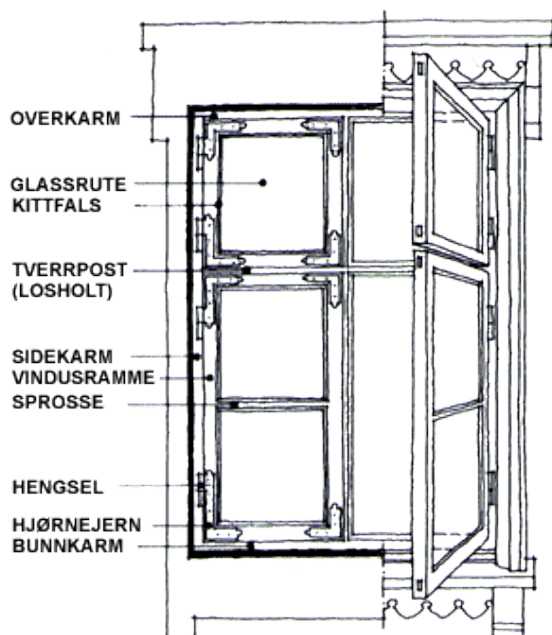 OVERKARM
GLASSRUTE
KITTFALS
TVERRPOST
(LOSHOLT)
SIDEKARM
VINDUSRAMME
SPROSSE
HENGSEL
HJØRNEJERN
BUNNKARM